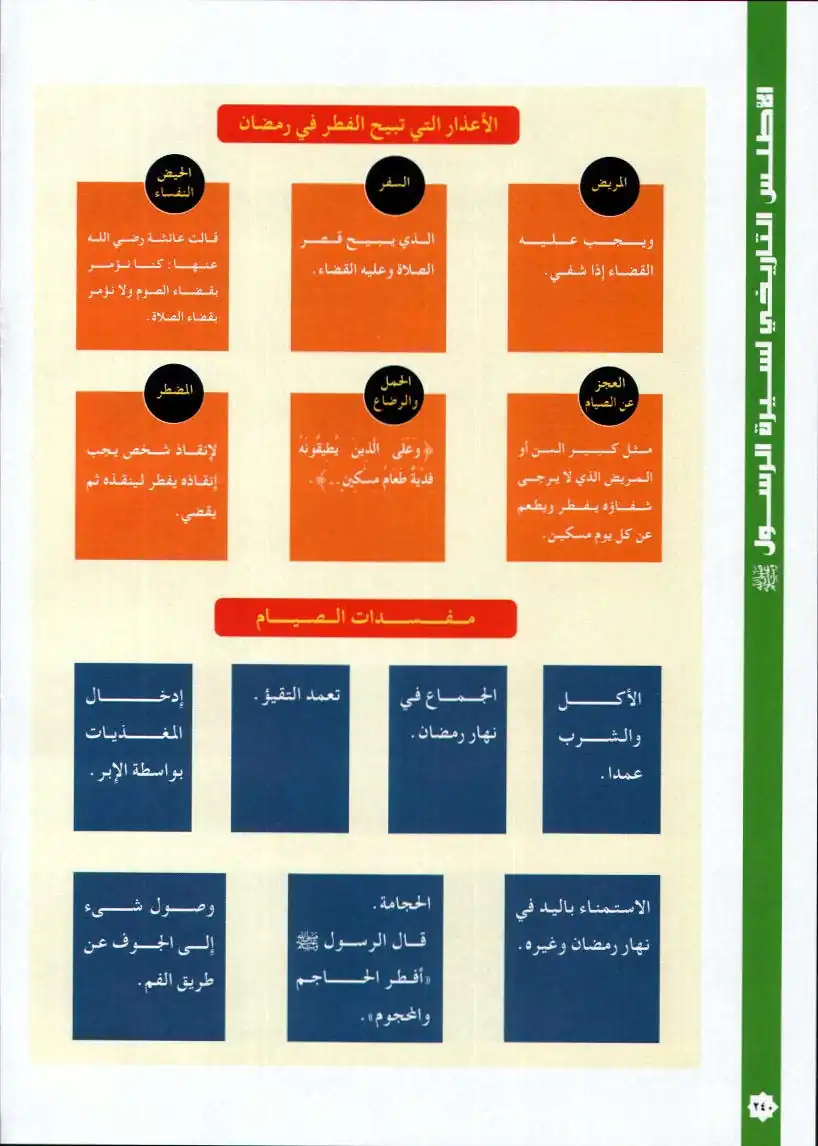 الأطلس التاريخي لسيرة الرسول ﷺ
الأعذار التي تبيح الفطر في رمضان
المريض
ويجب عليه
القضاء إذا شفي.
السفر
الذي يبيح قصر
الصلاة وعليه القضاء.
الحيض
النفساء
قالت عائشة رضي الله
عنها: كنا نؤمر
بقضاء الصوم ولا نؤمر
بقضاء الصلاة.
العجز
عن الصيام
مثل كبير السن أو
المريض الذي لا يرجى
شفاؤه يفطر ويطعم
عن كل يوم مسكين.
الحمل
والرضاع
﴿وَعَلَى الَّذِينَ يُطِيقُونَهُ
فِدْيَةٌ طَعَامُ مِسْكِينٍ..﴾.
المضطر
لإنقاذ شخص يجب
إنقاذه يفطر لينقذه ثم
يقضي.
مفسدات الصيام
الأكل
والشرب
عمدا.
الجماع في
نهار رمضان.
تعمد التقيؤ.
إدخال
المغذيات
بواسطة الإبر.
الاستمناء باليد في
نهار رمضان وغيره.
الحجامة.
قال الرسول ﷺ
«أفطر الحاجم
والمحجوم».
وصول شىء
إلى الجوف عن
طريق الفم.
٢٤٠